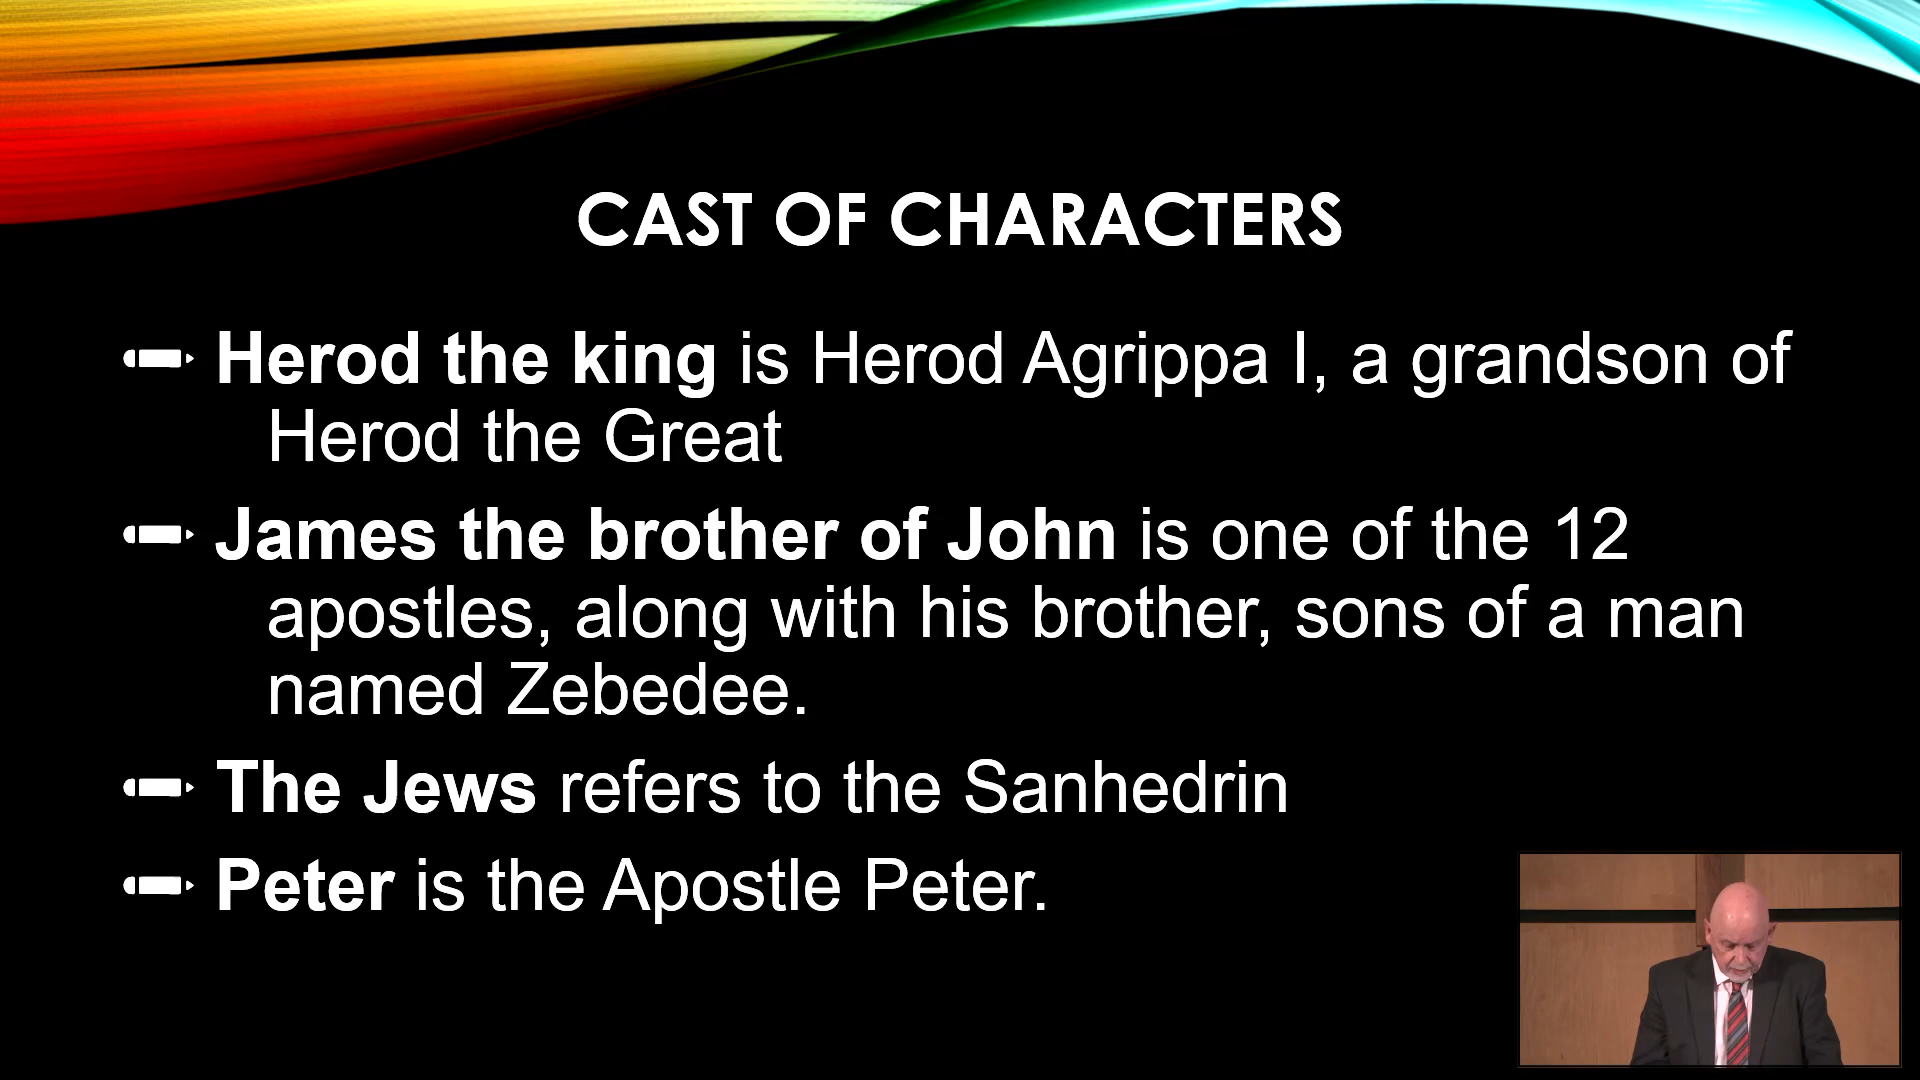 CAST OF CHARACTERS
Herod the king is Herod Agrippa I, a grandson of
Herod the Great
James the brother of John is one of the 12
apostles, along with his brother, sons of a man
named Zebedee.
The Jews refers to the Sanhedrin
Peter is the Apostle Peter.